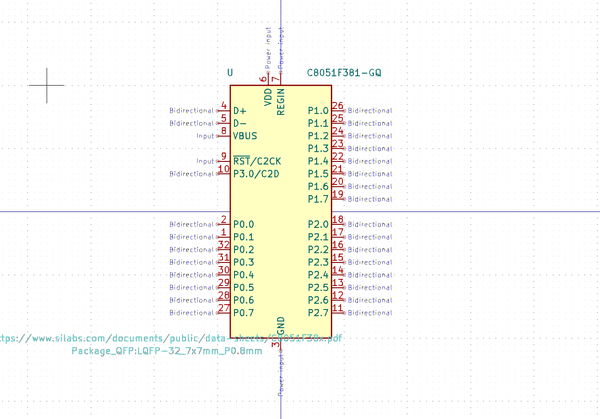 Power input
Power input
U
C8051F381-GQ
6
7
VDD
REGIN
Bidirectional 4 D+
Bidirectional 5 D-
Input 8 VBUS
Input 9 RST/C2CK
Bidirectional 10 P3.0/C2D
Bidirectional 2 P0.0
Bidirectional 1 P0.1
Bidirectional 32 P0.2
Bidirectional 31 P0.3
Bidirectional 30 P0.4
Bidirectional 29 P0.5
Bidirectional 28 P0.6
Bidirectional 27 P0.7
P1.0 26 Bidirectional
P1.1 25 Bidirectional
P1.2 24 Bidirectional
P1.3 23 Bidirectional
P1.4 22 Bidirectional
P1.5 21 Bidirectional
P1.6 20 Bidirectional
P1.7 19 Bidirectional
P2.0 18 Bidirectional
P2.1 17 Bidirectional
P2.2 16 Bidirectional
P2.3 15 Bidirectional
P2.4 14 Bidirectional
P2.5 13 Bidirectional
P2.6 12 Bidirectional
P2.7 11 Bidirectional
GND
3
Power input
ttps://www.silabs.com/documents/public/data-sheets/C8051F38x.pdf
Package_QFP:LQFP-32_7x7mm_P0.8mm